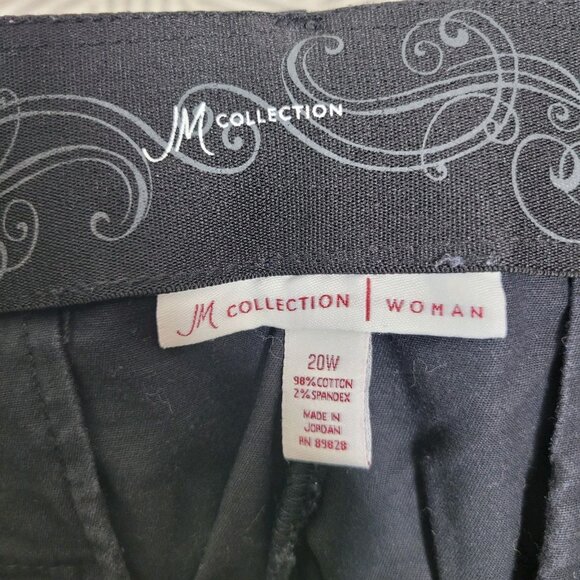 JM COLLECTION
JM COLLECTION | WOMAN
20W
98% COTTON
2% SPANDEX
MADE IN
JORDAN
RN 89828